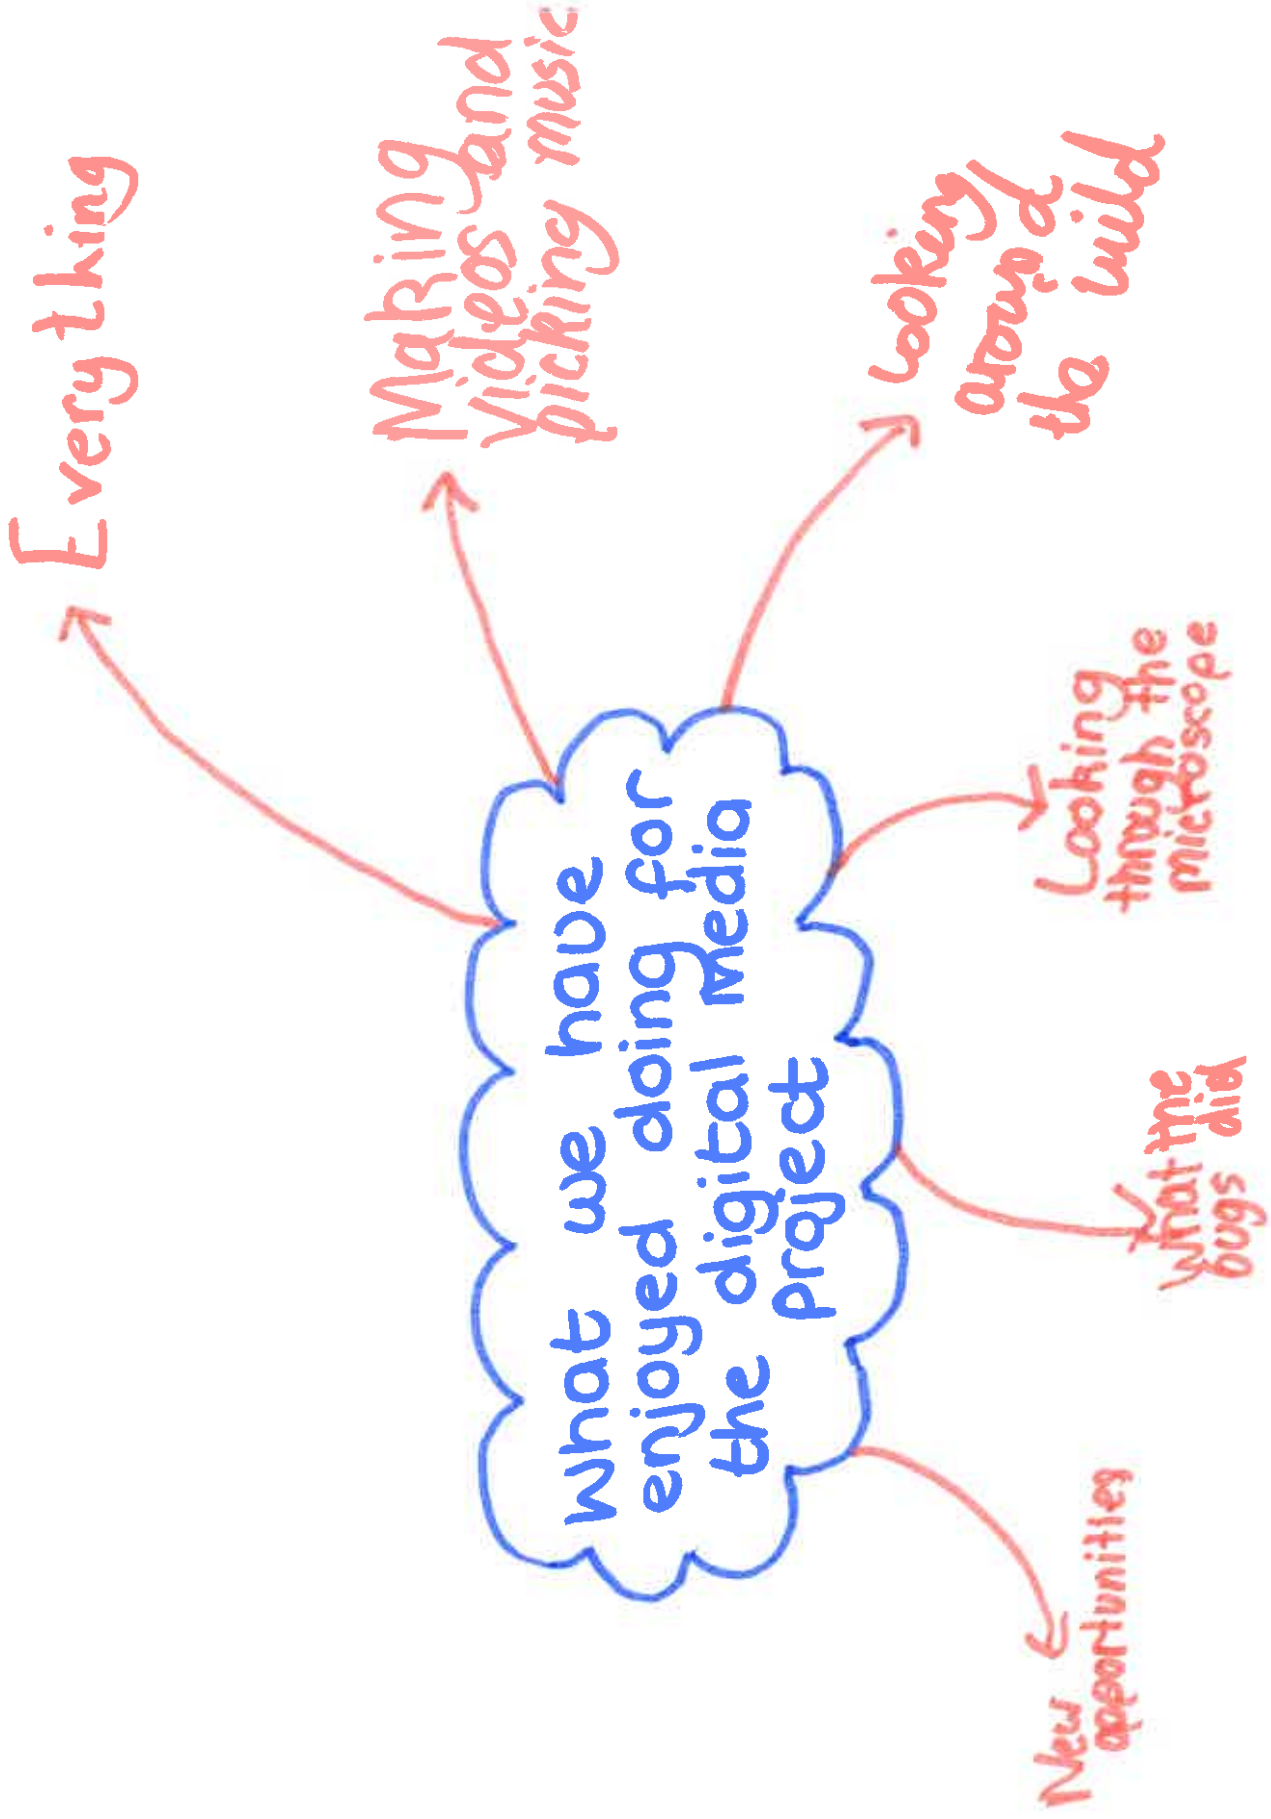 What we have
enjoyed doing for
the digital media
project
Every thing
Making
Videos and
picking music
Looking
around
the wild
Looking
through the
microscope
What the
bugs did
New
opportunities